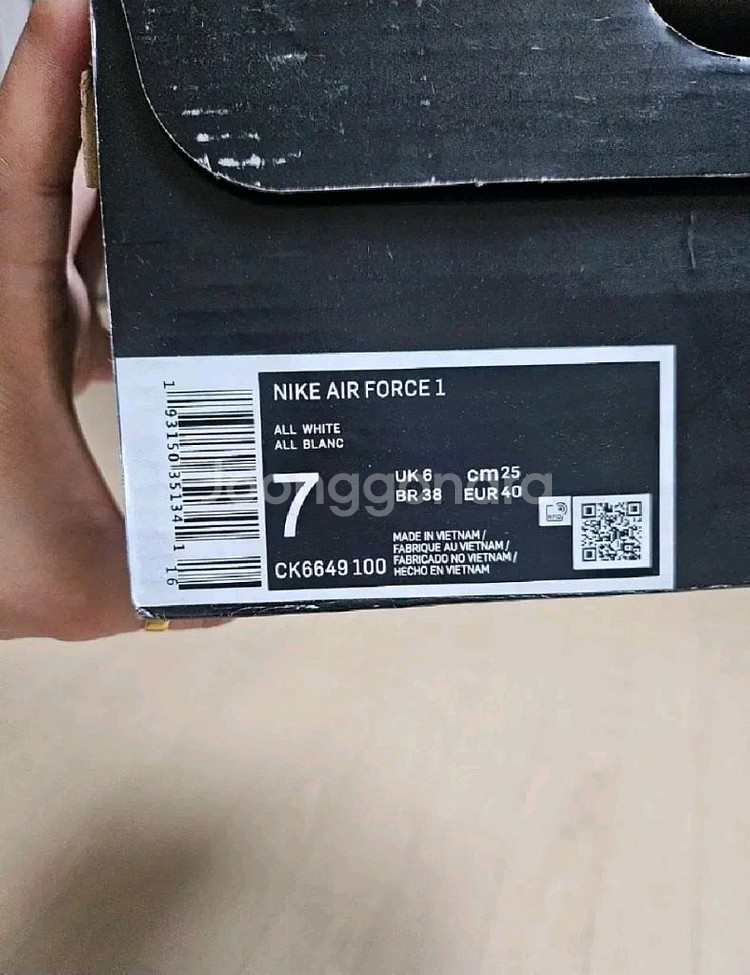 NIKE AIR FORCE 1
ALL WHITE
ALL BLANC
7
UK 6 cm 25
BR 38 EUR 40
Joonggonara
CK6649 100
MADE IN VIETNAM /
FABRIQUE AU VIETNAM /
FABRICADO NO VIETNAM /
HECHO EN VIETNAM
1 93150 35134 1 16